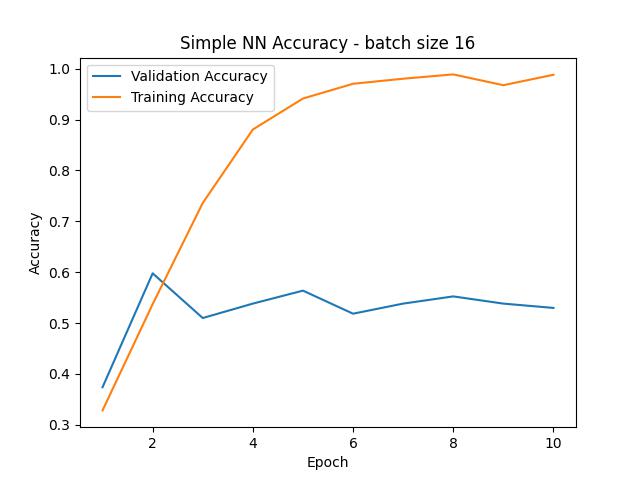 Simple NN Accuracy - batch size 16
Validation Accuracy
Training Accuracy
1.0
0.9
0.8
0.7
0.6
0.5
0.4
0.3
Accuracy
2 4 6 8 10
Epoch